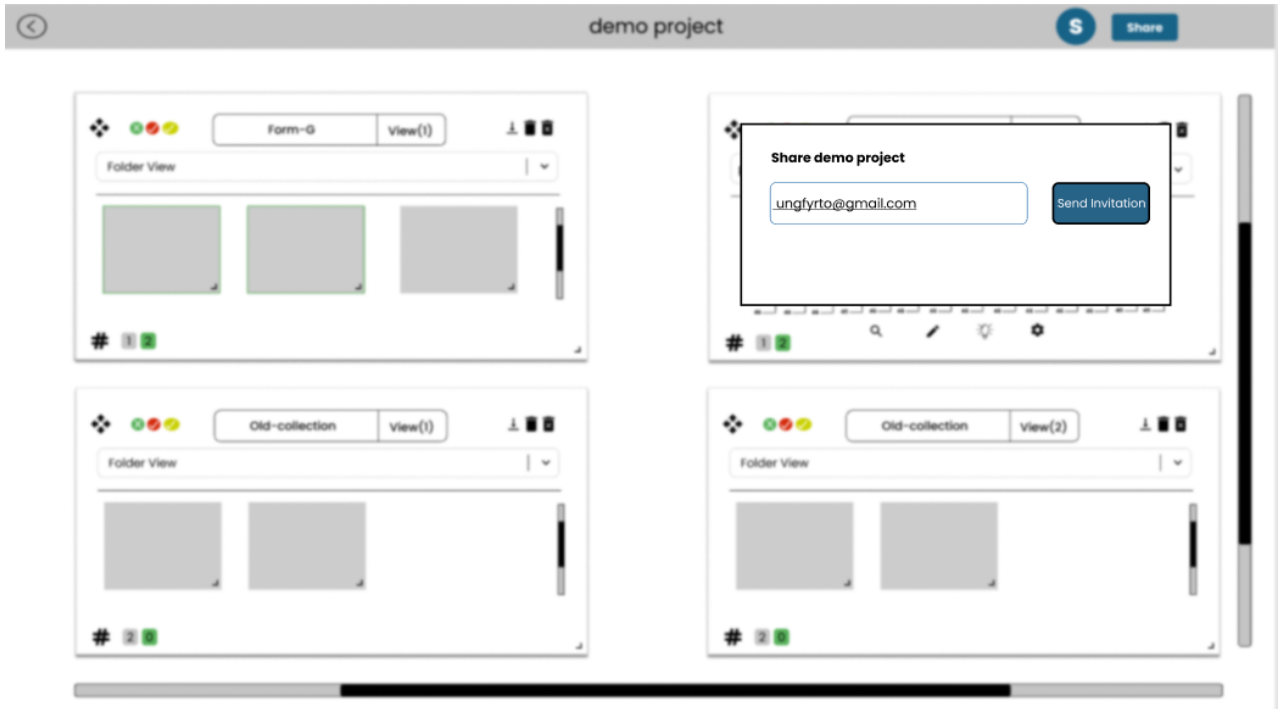 demo project
S
Share
Form-G
View(1)
Folder View
# 1 2
Share demo project
ungfyrto@gmail.com
Send Invitation
# 1 2
Old-collection
View(1)
Folder View
# 2 0
Old-collection
View(2)
Folder View
# 2 0